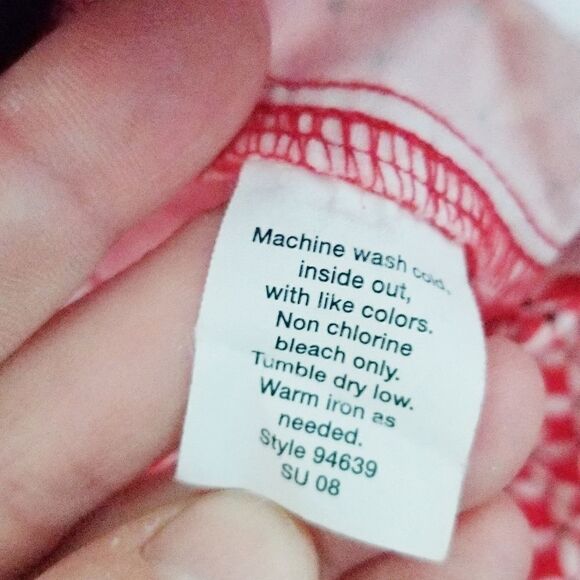 Machine wash cold,
inside out,
with like colors.
Non chlorine
bleach only.
Tumble dry low.
Warm iron as
needed.
Style 94639
SU 08